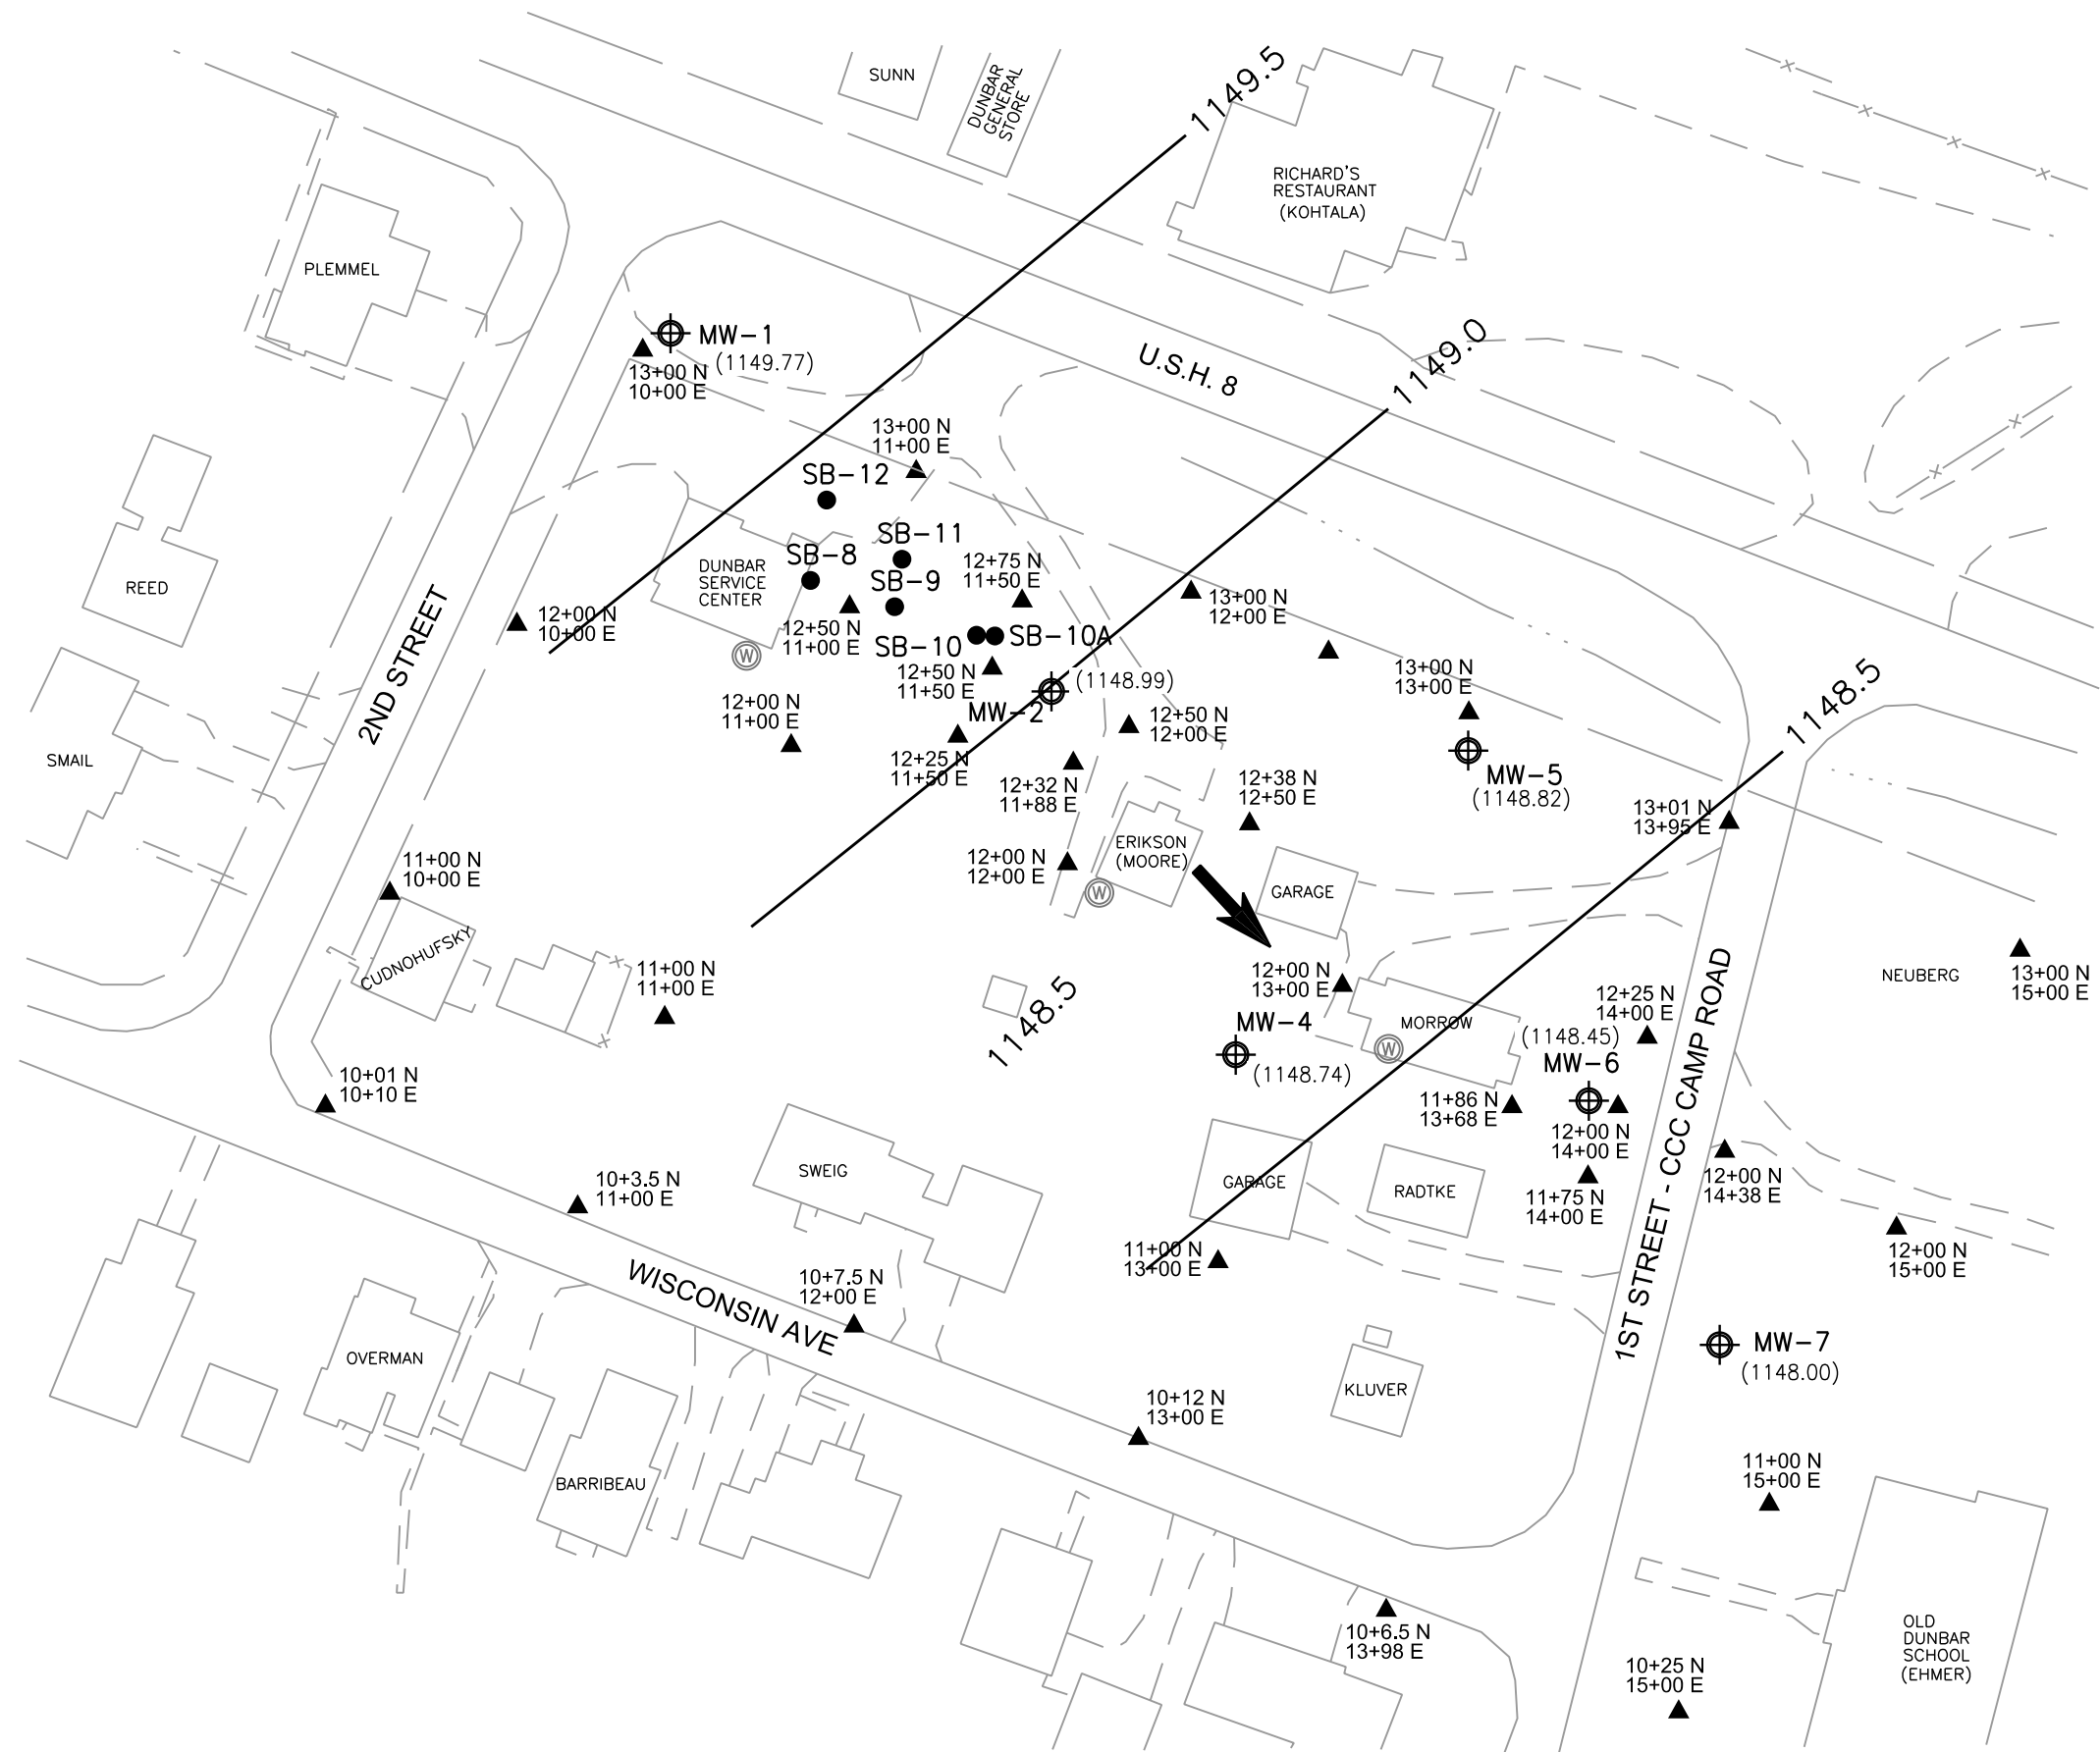 SUNN
DUNBAR
GENERAL
STORE
1149.5
RICHARD'S
RESTAURANT
(KOHTALA)
PLEMMEL
MW-1
(1149.77)
13+00 N
10+00 E
U.S.H. 8
1149.0
13+00 N
11+00 E
SB-12
SB-11
SB-8
SB-9
DUNBAR
SERVICE
CENTER
12+75 N
11+50 E
REED
2ND STREET
12+00 N
10+00 E
W
12+50 N
11+00 E
SB-10
SB-10A
13+00 N
12+00 E
12+50 N
11+50 E
(1148.99)
MW-2
13+00 N
13+00 E
1148.5
12+00 N
11+00 E
12+50 N
12+00 E
SMAIL
12+25 N
11+50 E
12+32 N
11+88 E
12+38 N
12+50 E
MW-5
(1148.82)
13+01 N
13+95 E
11+00 N
10+00 E
12+00 N
12+00 E
ERIKSON
(MOORE)
W
GARAGE
CUDNOHUFSKY
11+00 N
11+00 E
12+00 N
13+00 E
NEUBERG
13+00 N
15+00 E
1148.5
MW-4
(1148.74)
MORROW
W
12+25 N
14+00 E
(1148.45)
MW-6
10+01 N
10+10 E
11+86 N
13+68 E
12+00 N
14+00 E
1ST STREET - CCC CAMP ROAD
SWEIG
10+3.5 N
11+00 E
GARAGE
RADTKE
11+75 N
14+00 E
12+00 N
14+38 E
12+00 N
15+00 E
11+00 N
13+00 E
WISCONSIN AVE
10+7.5 N
12+00 E
OVERMAN
MW-7
(1148.00)
KLUVER
10+12 N
13+00 E
BARRIBEAU
11+00 N
15+00 E
10+6.5 N
13+98 E
10+25 N
15+00 E
OLD
DUNBAR
SCHOOL
(EHMER)